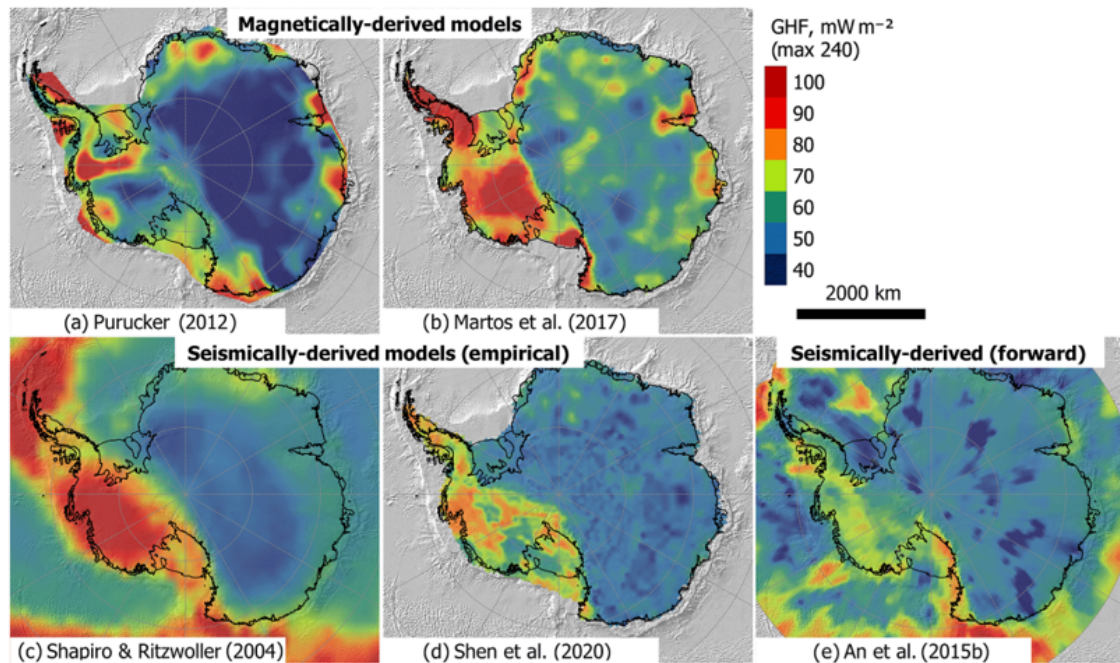 Magnetically-derived models
GHF, mW m⁻²
(max 240)
100
90
80
70
60
50
40
2000 km
(a) Purucker (2012)
(b) Martos et al. (2017)
Seismically-derived models (empirical)
Seismically-derived (forward)
(c) Shapiro & Ritzwoller (2004)
(d) Shen et al. (2020)
(e) An et al. (2015b)